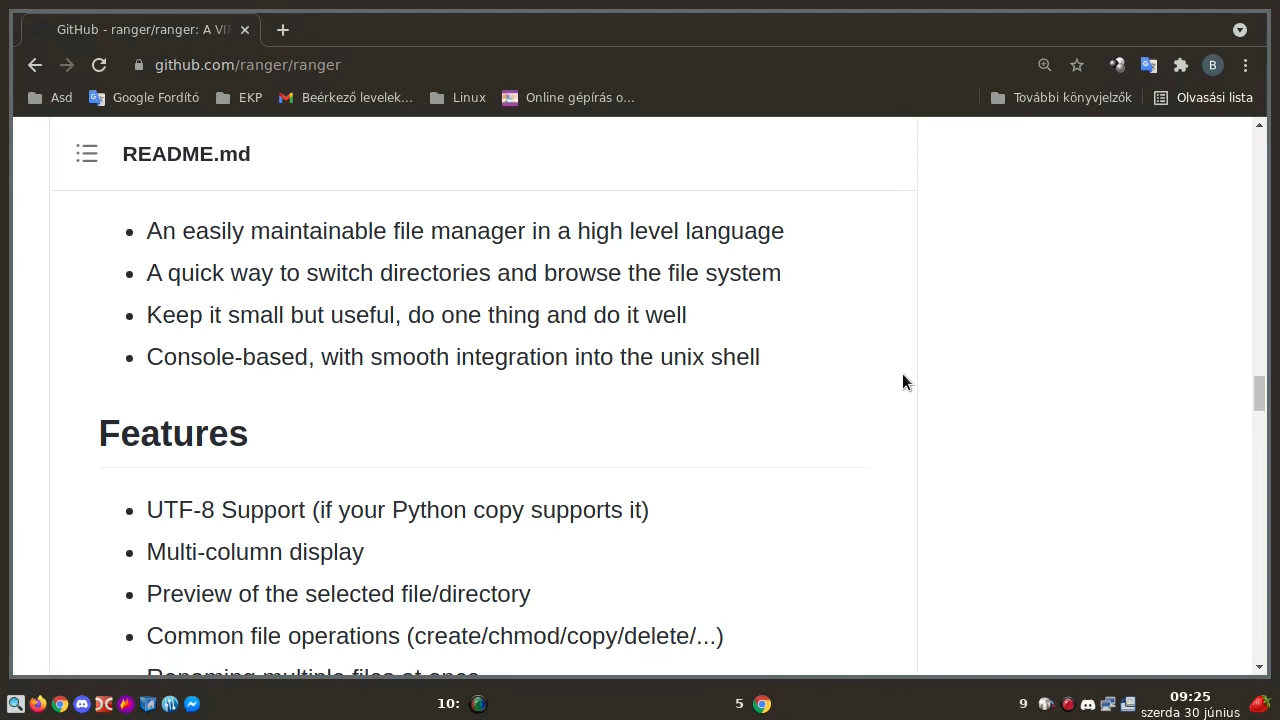 GitHub - ranger/ranger: A VI
github.com/ranger/ranger
B
Asd
Google Fordító
EKP
Beérkező levelek...
Linux
Online gépírás o...
További könyvjelzők
Olvasási lista
README.md
An easily maintainable file manager in a high level language
A quick way to switch directories and browse the file system
Keep it small but useful, do one thing and do it well
Console-based, with smooth integration into the unix shell
Features
UTF-8 Support (if your Python copy supports it)
Multi-column display
Preview of the selected file/directory
Common file operations (create/chmod/copy/delete/...)
Renaming multiple files at once
10:
5
9
09:25
szerda 30 június